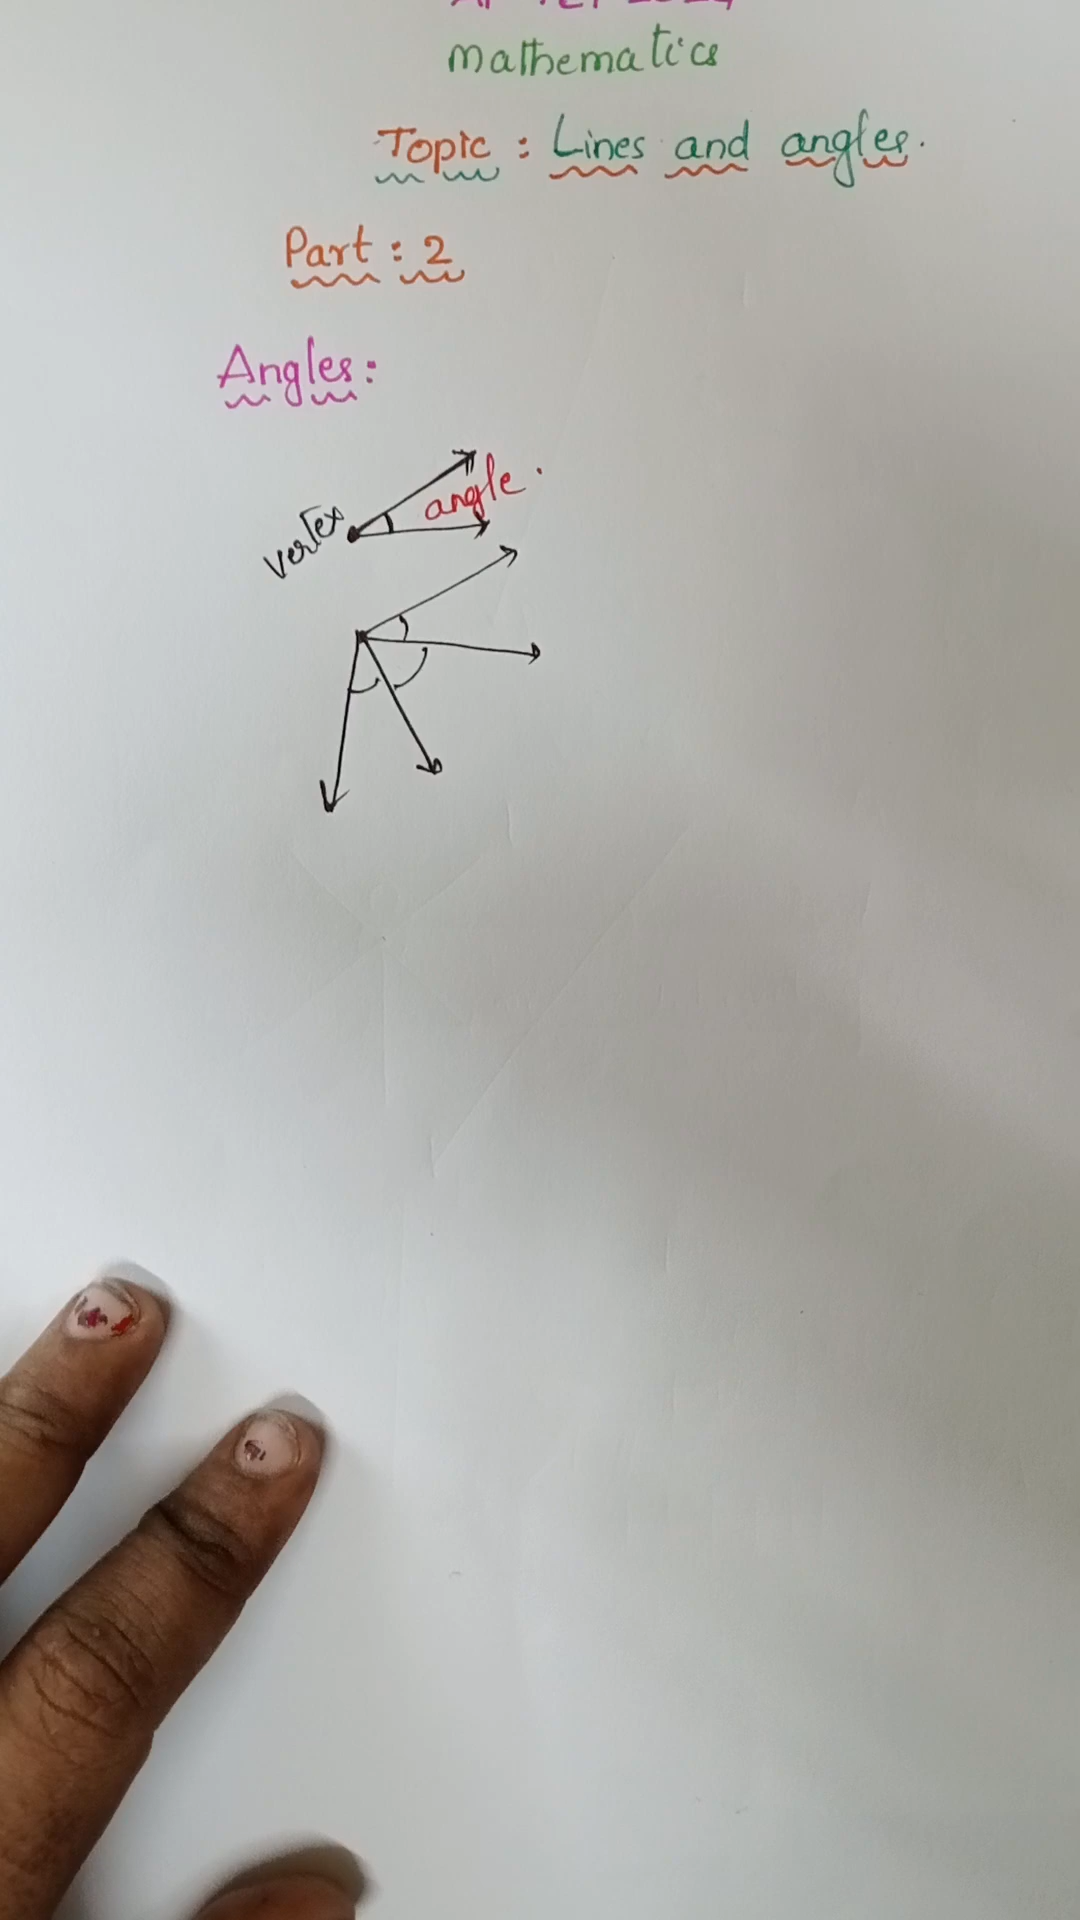 mathematics
Topic : Lines and angles.
Part : 2
Angles:
angle.
vertex